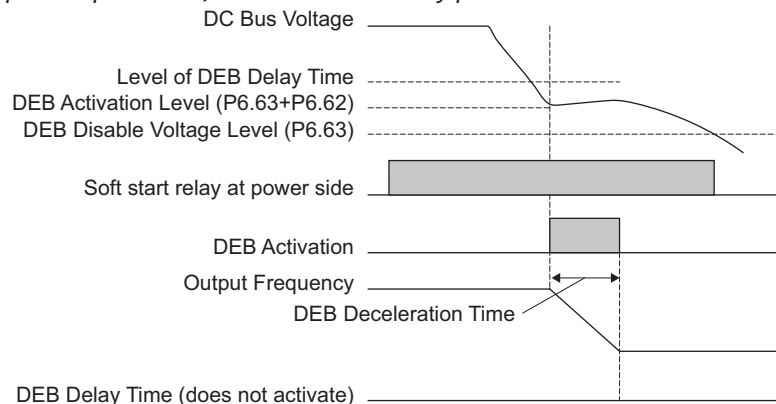 DC Bus Voltage
Level of DEB Delay Time
DEB Activation Level (P6.63+P6.62)
DEB Disable Voltage Level (P6.63)
Soft start relay at power side
DEB Activation
Output Frequency
DEB Deceleration Time
DEB Delay Time (does not activate)